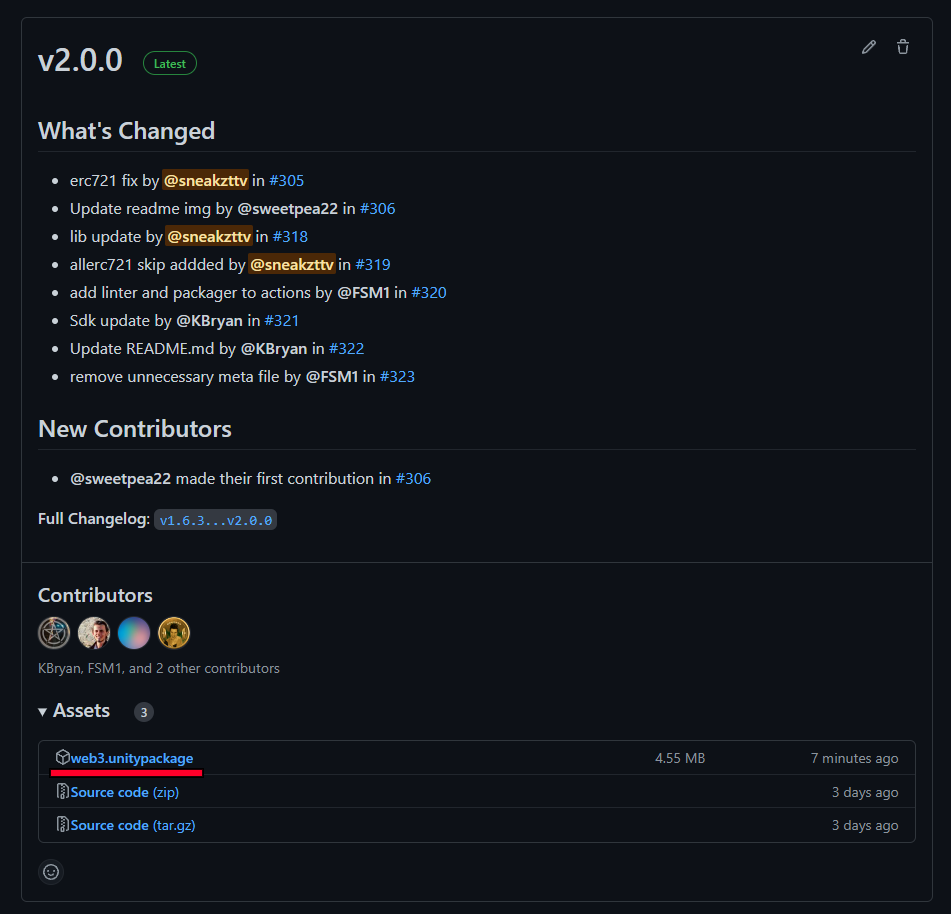 v2.0.0 Latest
What's Changed
erc721 fix by @sneakzttv in #305
Update readme img by @sweetpea22 in #306
lib update by @sneakzttv in #318
allerc721 skip addded by @sneakzttv in #319
add linter and packager to actions by @FSM1 in #320
Sdk update by @KBryan in #321
Update README.md by @KBryan in #322
remove unnecessary meta file by @FSM1 in #323
New Contributors
@sweetpea22 made their first contribution in #306
Full Changelog: v1.6.3...v2.0.0
Contributors
KBryan, FSM1, and 2 other contributors
Assets 3
web3.unitypackage 4.55 MB 7 minutes ago
Source code (zip) 3 days ago
Source code (tar.gz) 3 days ago